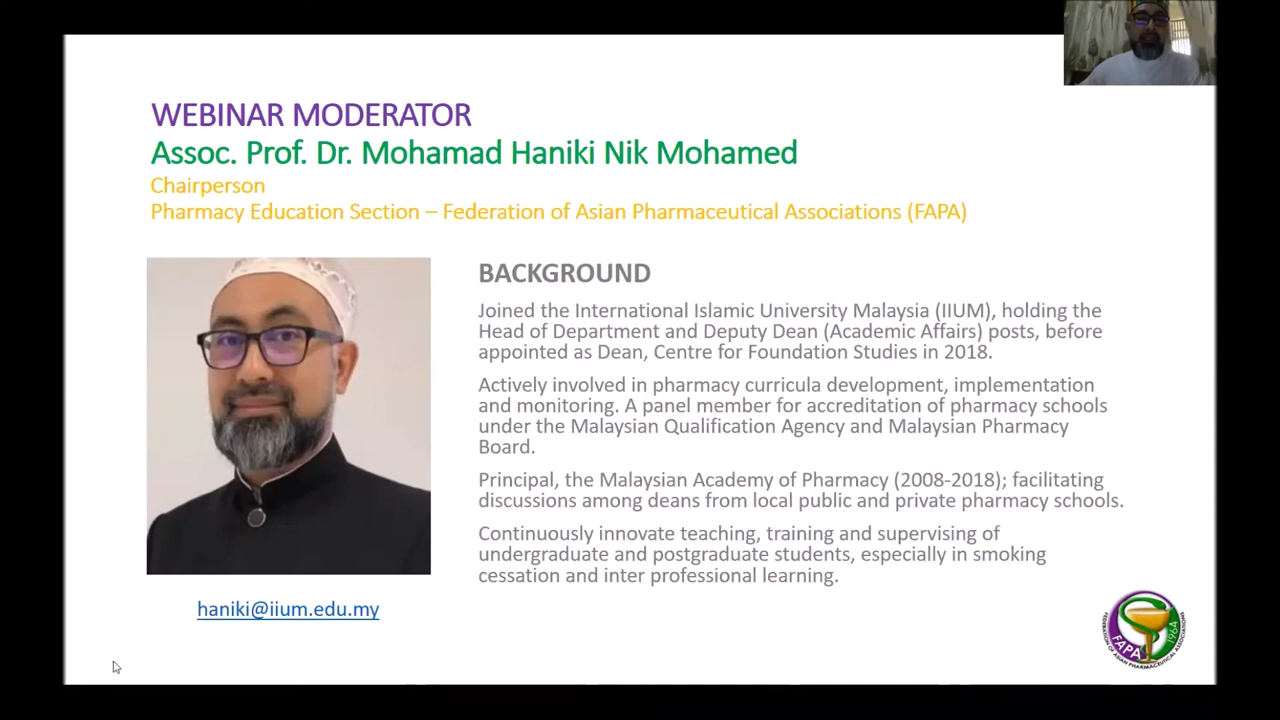 WEBINAR MODERATOR
Assoc. Prof. Dr. Mohamad Haniki Nik Mohamed
Chairperson
Pharmacy Education Section – Federation of Asian Pharmaceutical Associations (FAPA)
BACKGROUND
Joined the International Islamic University Malaysia (IIUM), holding the
Head of Department and Deputy Dean (Academic Affairs) posts, before
appointed as Dean, Centre for Foundation Studies in 2018.
Actively involved in pharmacy curricula development, implementation
and monitoring. A panel member for accreditation of pharmacy schools
under the Malaysian Qualification Agency and Malaysian Pharmacy
Board.
Principal, the Malaysian Academy of Pharmacy (2008-2018); facilitating
discussions among deans from local public and private pharmacy schools.
Continuously innovate teaching, training and supervising of
undergraduate and postgraduate students, especially in smoking
cessation and inter professional learning.
haniki@iium.edu.my
FAPA
1964
FEDERATION OF ASIAN PHARMACEUTICAL ASSOCIATIONS